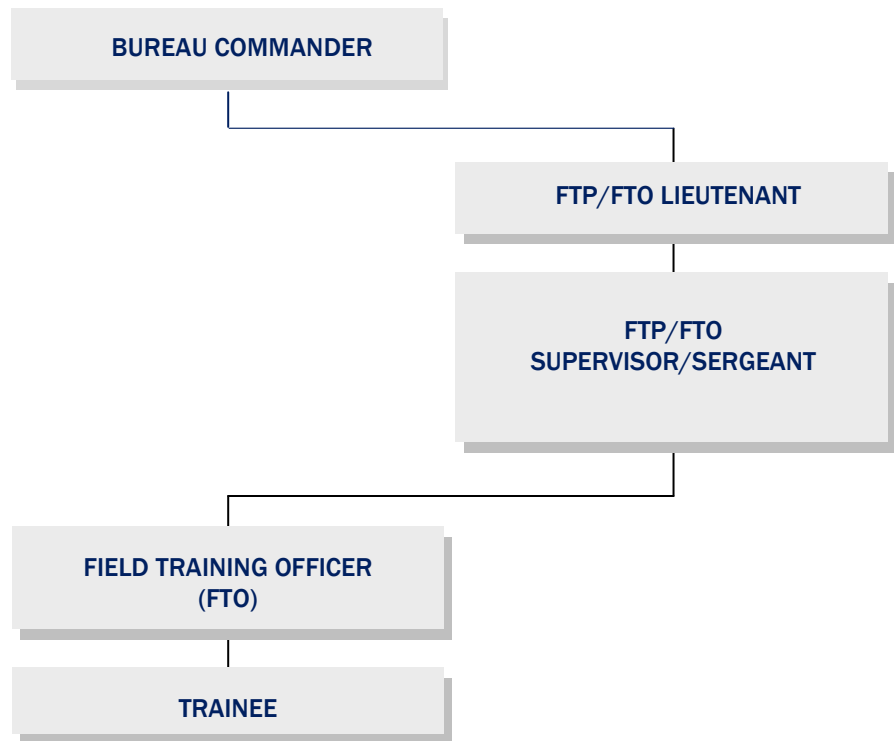 BUREAU COMMANDER
FTP/FTO LIEUTENANT
FTP/FTO
SUPERVISOR/SERGEANT
FIELD TRAINING OFFICER
(FTO)
TRAINEE